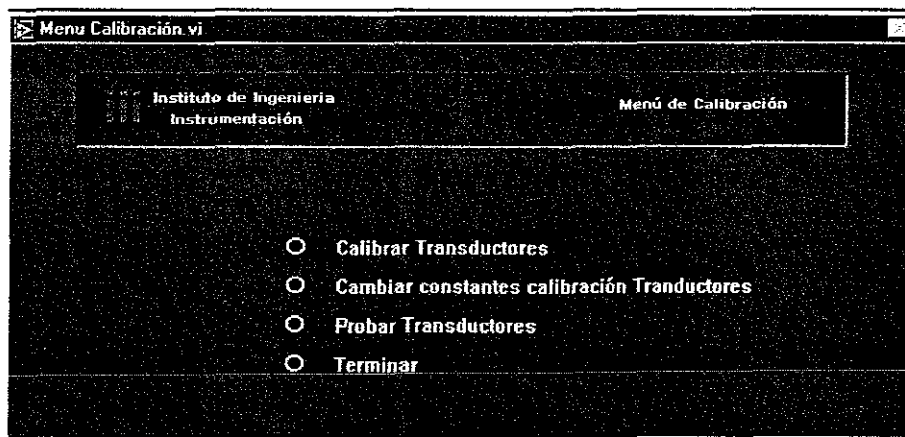 Menu Calibración.vi
Instituto de Ingenieria
Instrumentación
Menú de Calibración
Calibrar Transductores
Cambiar constantes calibración Tranductores
Probar Transductores
Terminar